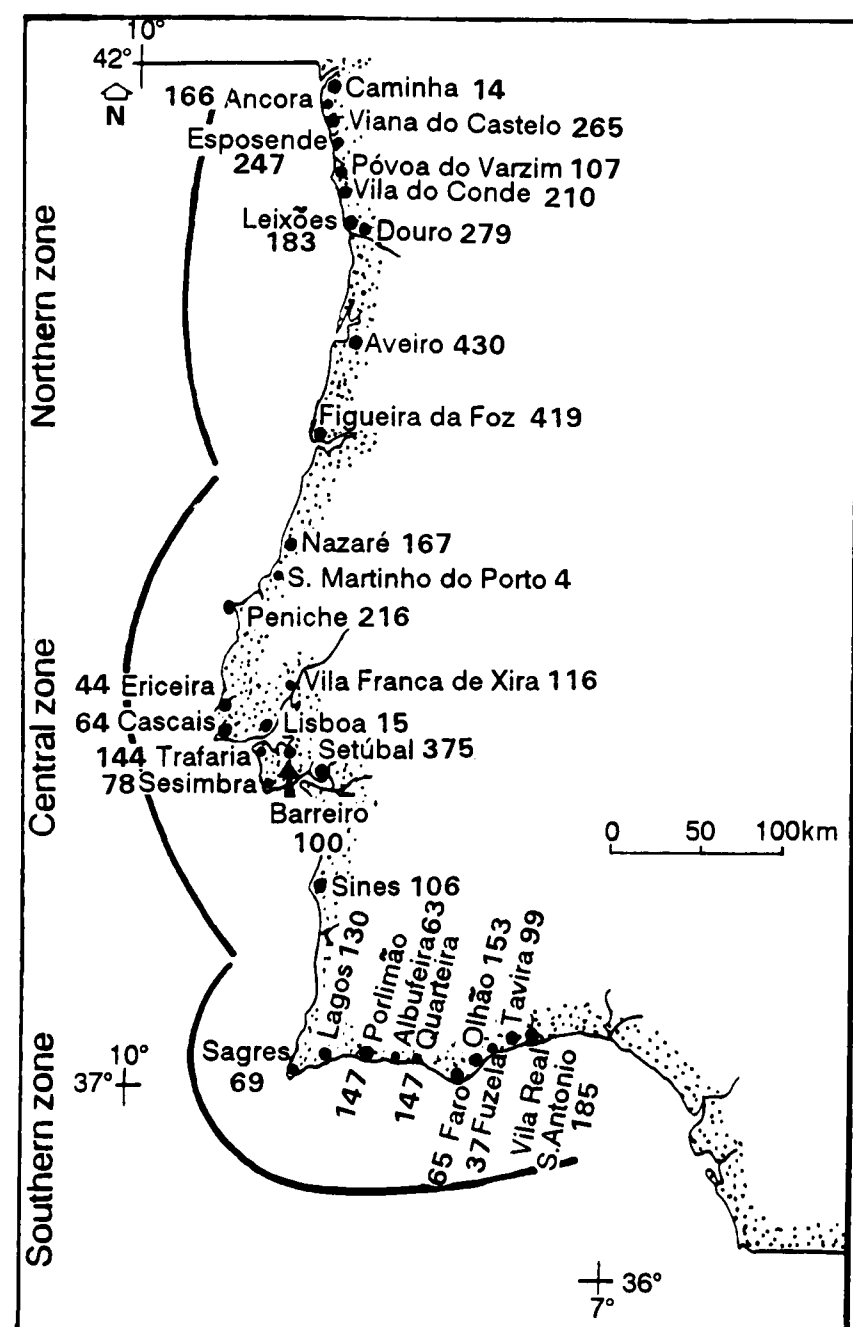 10°
42°
N
Caminha 14
166 Ancora
Viana do Castelo 265
Esposende
247
Póvoa do Varzim 107
Vila do Conde 210
Leixões
183
Douro 279
Northern zone
Aveiro 430
Figueira da Foz 419
Nazaré 167
S. Martinho do Porto 4
Peniche 216
Central zone
44 Ericeira
Vila Franca de Xira 116
64 Cascais
Lisboa 15
144 Trafaria
Setúbal 375
78 Sesimbra
Barreiro
100
0 50 100km
Sines 106
Southern zone
Sagres
69
Lagos 130
Porlimão
147
Albufeira 63
Quarteira
147
65 Faro
Olhão 153
37 Fuzela
Tavira 99
Vila Real
S. Antonio
185
10°
37°
36°
7°